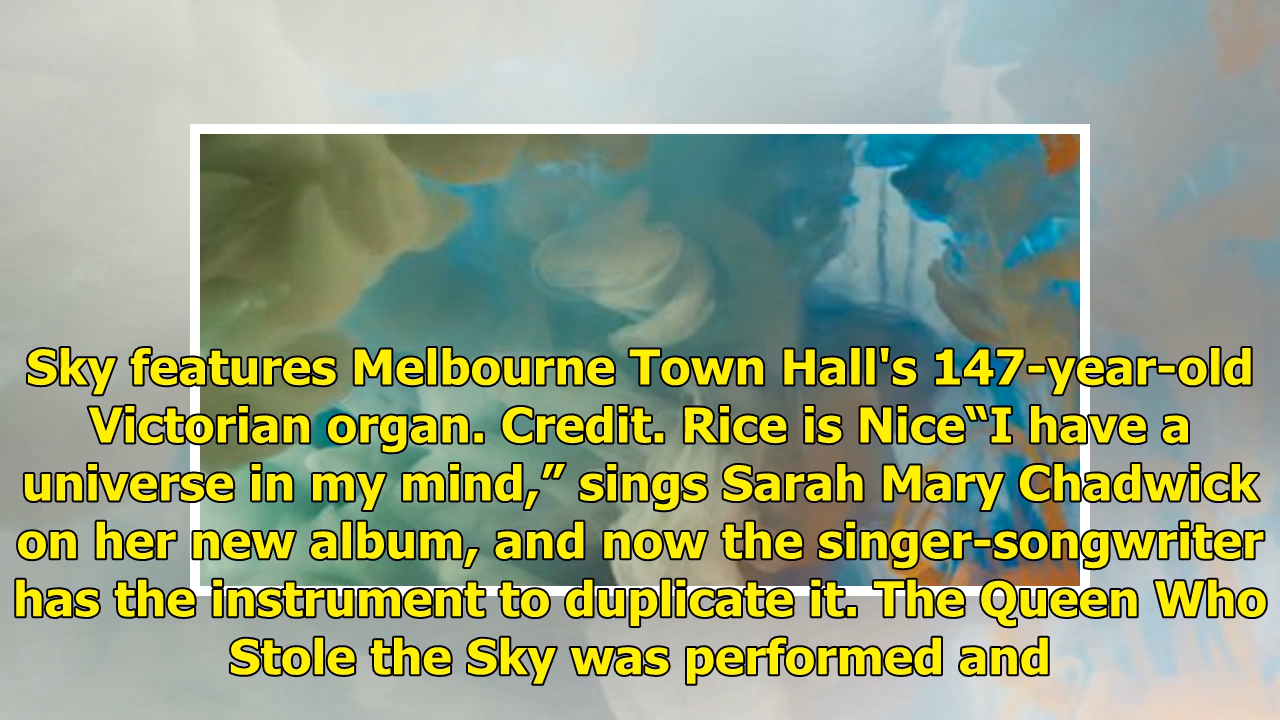 Sky features Melbourne Town Hall's 147-year-old
Victorian organ. Credit. Rice is Nice“I have a
universe in my mind,” sings Sarah Mary Chadwick
on her new album, and now the singer-songwriter
has the instrument to duplicate it. The Queen Who
Stole the Sky was performed and